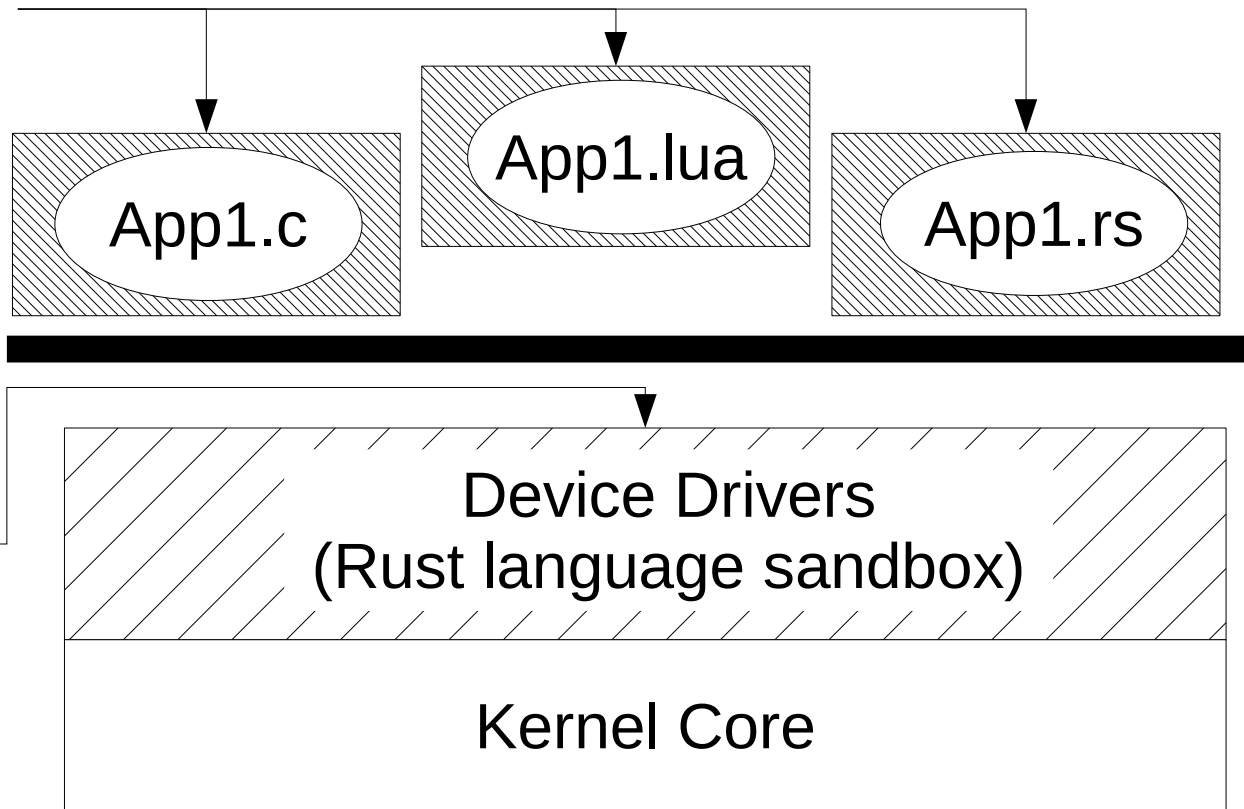 App1.c
App1.lua
App1.rs
Device Drivers
(Rust language sandbox)
Kernel Core